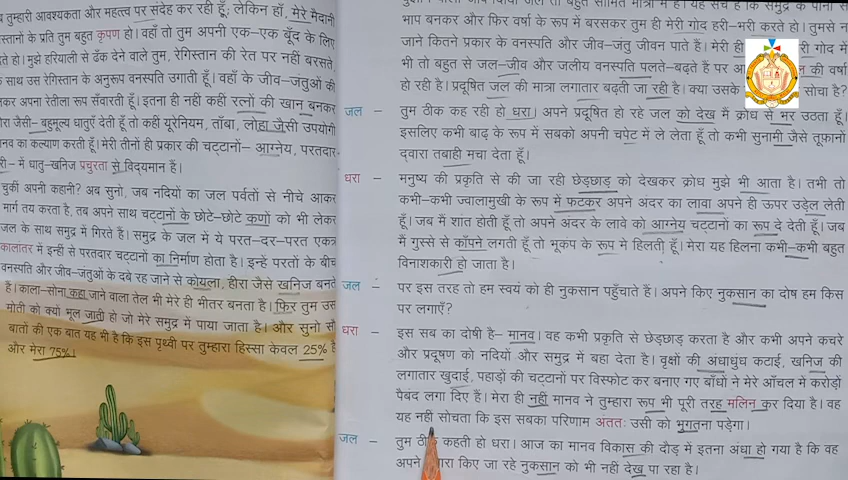 तुम्हारी आवश्यकता और महत्त्व पर संदेह कर रही हूँ; लेकिन हाँ, मेरे मैदानी
स्तानों के प्रति तुम बहुत कृपण हो। वहाँ तो तुम अपनी एक-एक बूँद के लिए
हो। मुझे हरियाली से ढँक देने वाले तुम, रेगिस्तान की रेत पर नहीं बरसते,
साथ उस रेगिस्तान के अनुरूप वनस्पति उगाती हूँ। वहाँ के जीव-जंतुओं की
कर अपना रेतीला रूप सँवारती हूँ। इतना ही नहीं कहीं रत्नों की खान बनकर
जैसी-बहुमूल्य धातुएँ देती हूँ तो कहीं यूरेनियम, ताँबा, लोहा जैसी उपयोगी
का कल्याण करती हूँ। मेरी तीनों ही प्रकार की चट्टानों- आग्नेय, परतदार
में धातु-खनिज प्रचुरता से विद्यमान है।
चुकीं अपनी कहानी? अब सुनो, जब नदियों का जल पर्वतों से नीचे आकर
मार्ग तय करता है, तब अपने साथ चट्टानों के छोटे-छोटे कणों को भी लेकर
जल के साथ समुद्र में गिरते है। समुद्र के जल में ये परत-दर-परत एकत्र
कालातर में इन्हीं से परतदार चट्टानों का निर्माण होता है। इन्हे परतों के बीच
वनस्पति और जीव-जंतुओं के दबे रह जाने से कोयला, हीरा जैसे खनिज बनते
है। काला-सोना कहा जाने वाला तेल भी मेरे ही भीतर बनता है। फिर तुम उस
मोती को क्यों भूल जाती हो जो मेरे समुद्र में पाया जाता है। और सुनो सौ
बातों की एक बात यह भी है कि इस पृथ्वी पर तुम्हारा हिस्सा केवल 25% है
और मेरा 75%।
भाप बनकर और फिर वर्षा के रूप में बरसकर तुम ही मेरी गोद हरी-भरी करते हो। तुमसे न
जाने कितने प्रकार के वनस्पति और जीव-जंतु जीवन पाते हैं। मेरी ही गोद में
भी तो बहुत से जल-जीव और जलीय वनस्पति पलते-बढ़ते है पर की वर्षा
हो रही है। प्रदूषित जल की मात्रा लगातार बढ़ती जा रही है। क्या उसके सोचा है?
जल – तुम ठीक कह रही हो धरा। अपने प्रदूषित हो रहे जल को देख मैं क्रोध से भर उठता हूँ।
इसलिए कभी बाढ़ के रूप में सबको अपनी चपेट में ले लेता हूँ तो कभी सुनामी जैसे तूफानों
द्वारा तबाही मचा देता हूँ।
धरा – मनुष्य की प्रकृति से की जा रही छेड़छाड़ को देखकर क्रोध मुझे भी आता है। तभी तो
कभी-कभी ज्वालामुखी के रूप में फटकर अपने अंदर का लावा अपने ही ऊपर उड़ेल लेती
हूँ। जब मैं शांत होती हूँ तो अपने अंदर के लावे को आग्नेय चट्टानों का रूप दे देती हूँ। जब
मै गुस्से से काँपने लगती हूँ तो भूकंप के रूप मे हिलती हूँ। मेरा यह हिलना कभी-कभी बहुत
विनाशकारी हो जाता है।
जल – पर इस तरह तो हम स्वयं को ही नुकसान पहुँचाते हैं। अपने किए नुकसान का दोष हम किस
पर लगाएँ?
धरा – इस सब का दोषी है- मानव। वह कभी प्रकृति से छेड़छाड़ करता है और कभी अपने कचरे
और प्रदूषण को नदियों और समुद्र में बहा देता है। वृक्षों की अंधाधुंध कटाई, खनिज की
लगातार खुदाई, पहाड़ों की चट्टानों पर विस्फोट कर बनाए गए बाँधों ने मेरे आँचल में करोड़ों
पैबंद लगा दिए हैं। मेरा ही नहीं मानव ने तुम्हारा रूप भी पूरी तरह मलिन कर दिया है। वह
यह नहीं सोचता कि इस सबका परिणाम अततः उसी को भुगतना पड़ेगा।
जल – तुम ठीक कहती हो धरा। आज का मानव विकास की दौड़ में इतना अंधा हो गया है कि वह
अपने किए जा रहे नुकसान को भी नहीं देख पा रहा है।